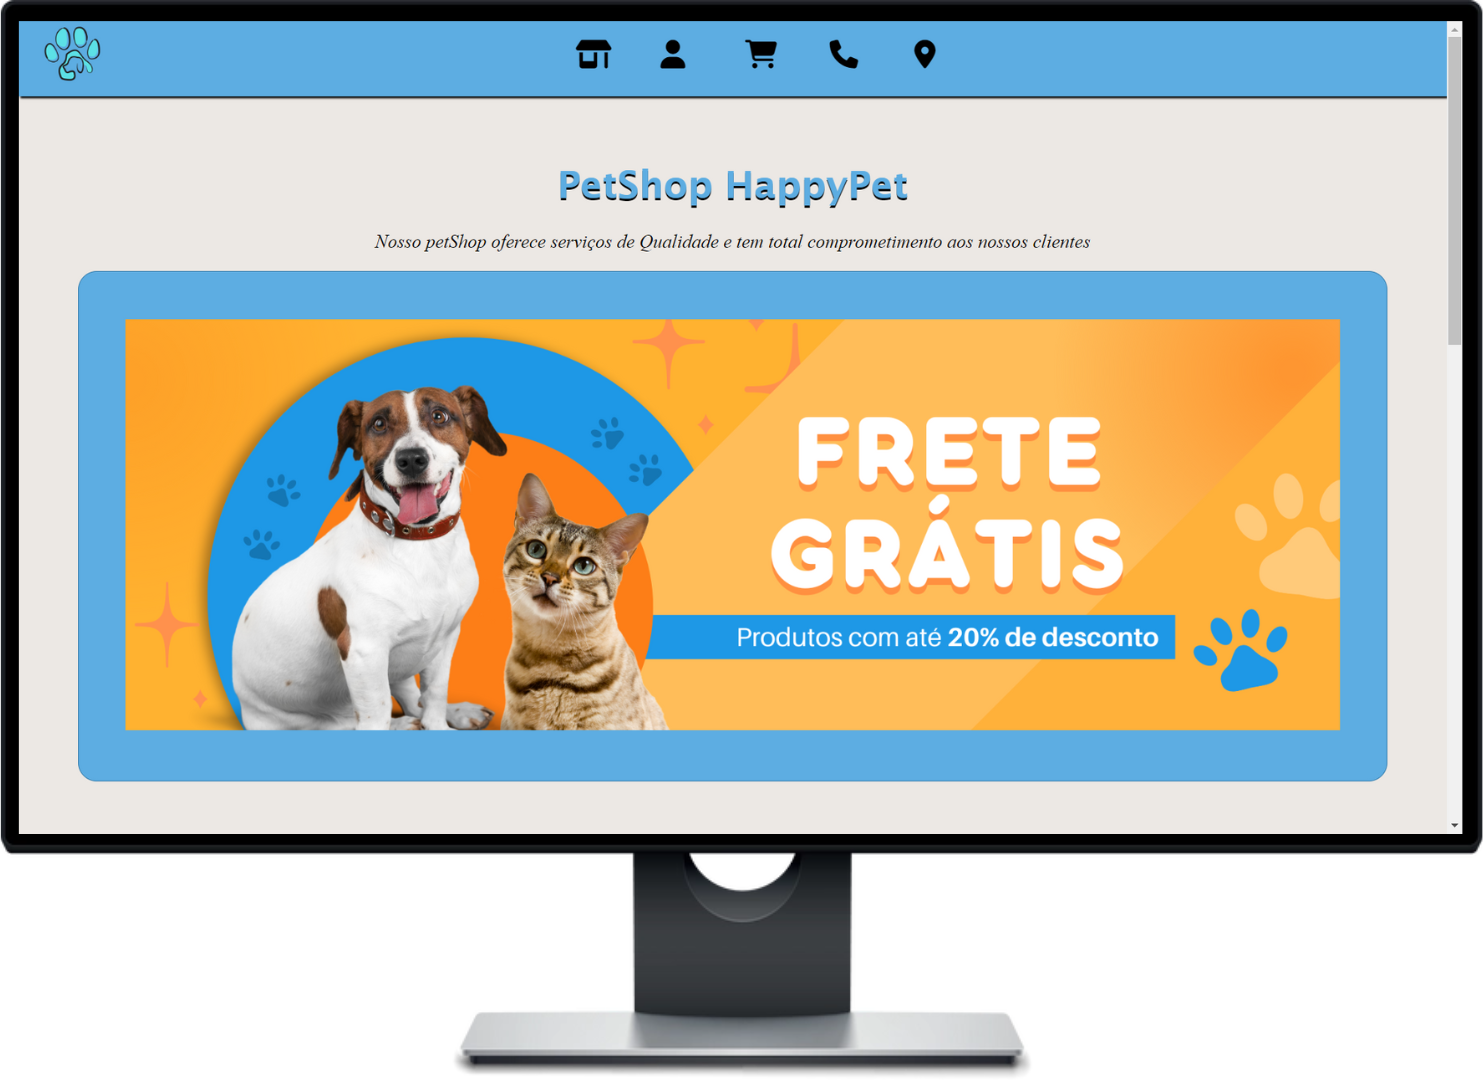 PetShop HappyPet
Nosso petShop oferece serviços de Qualidade e tem total comprometimento aos nossos clientes
FRETE
GRÁTIS
Produtos com até 20% de desconto